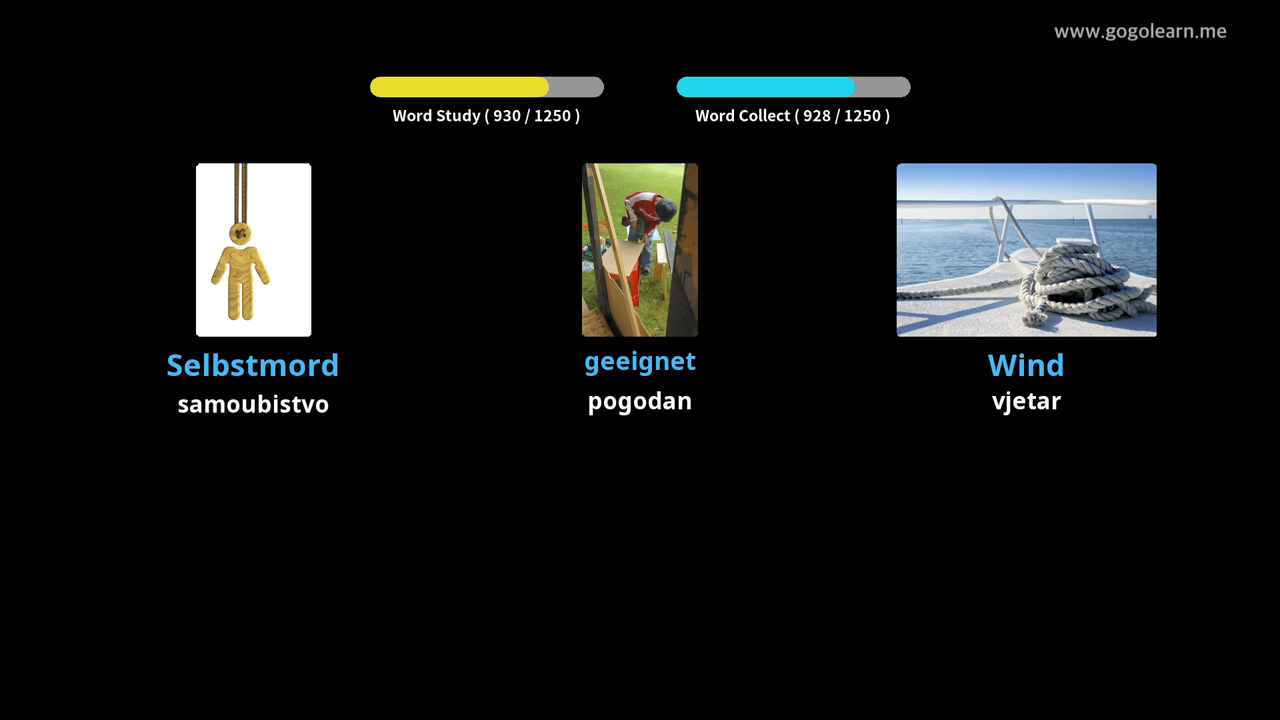 www.gogolearn.me
Word Study ( 930 / 1250 )
Word Collect ( 928 / 1250 )
Selbstmord
samoubistvo
geeignet
pogodan
Wind
vjetar